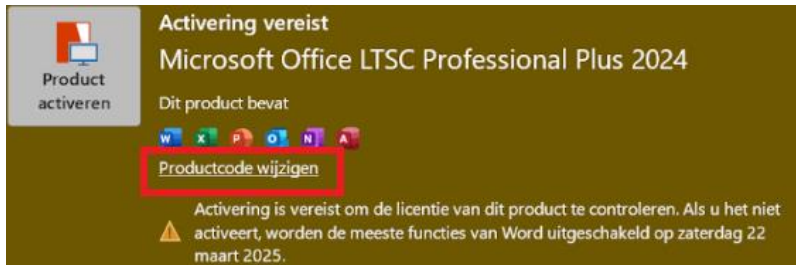 Activering vereist
Microsoft Office LTSC Professional Plus 2024
Product
activeren
Dit product bevat
W X P O N A
Productcode wijzigen
Activering is vereist om de licentie van dit product te controleren. Als u het niet
activeert, worden de meeste functies van Word uitgeschakeld op zaterdag 22
maart 2025.